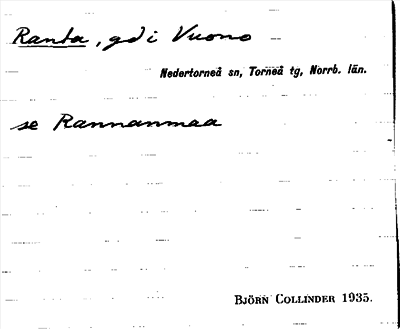 Ranta, gd i Vuono
Nedertorneå sn, Torneå tg, Norrb. län.
se Rannanmaa
BJÖRN COLLINDER 1935.